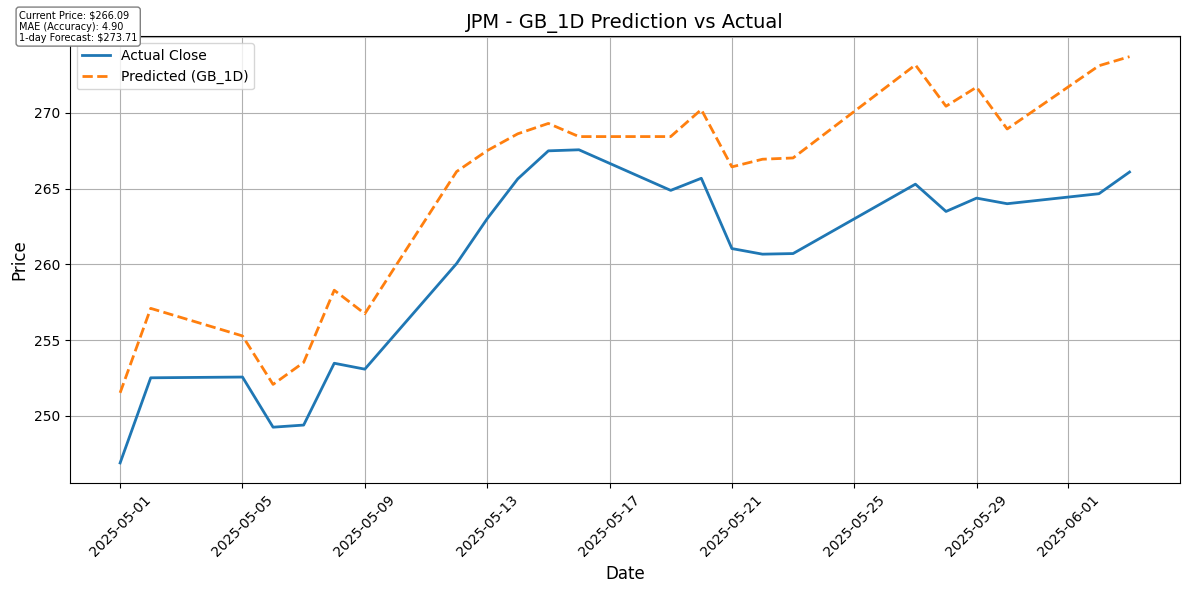 JPM - GB_1D Prediction vs Actual
Current Price: $266.09
MAE (Accuracy): 4.90
1-day Forecast: $273.71
Actual Close
Predicted (GB_1D)
Price
270
265
260
255
250
2025-05-01
2025-05-05
2025-05-09
2025-05-13
2025-05-17
2025-05-21
2025-05-25
2025-05-29
2025-06-01
Date